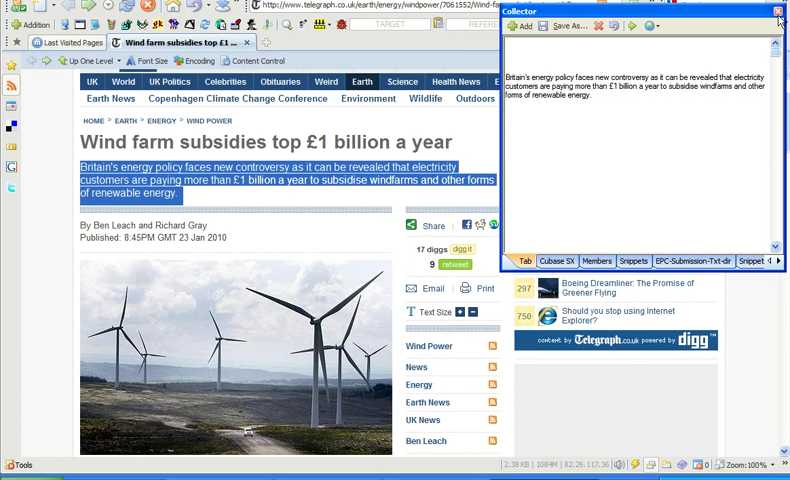 http://www.telegraph.co.uk/earth/energy/windpower/7061552/Wind-fa
Collector
Addition
TARGET
REFEREN
Add
Save As...
Last Visited Pages
Wind farm subsidies top £1 ...
Up One Level
Font Size
Encoding
Content Control
Britain's energy policy faces new controversy as it can be revealed that electricity
customers are paying more than £1 billion a year to subsidise windfarms and other
forms of renewable energy.
UK
World
UK Politics
Celebrities
Obituaries
Weird
Earth
Science
Health News
E
Earth News
Copenhagen Climate Change Conference
Environment
Wildlife
Outdoors
HOME > EARTH > ENERGY > WIND POWER
Wind farm subsidies top £1 billion a year
Britain's energy policy faces new controversy as it can be revealed that electricity
customers are paying more than £1 billion a year to subsidise windfarms and other forms
of renewable energy.
By Ben Leach and Richard Gray
Published: 8:45PM GMT 23 Jan 2010
Share
17 diggs
digg it
9
retweet
Email
Print
Text Size
Wind Power
News
Energy
Earth News
UK News
Ben Leach
Tab
Cubase SX
Members
Snippets
EPC-Submission-Txt-dir
Snippet
297
Boeing Dreamliner: The Promise of
Greener Flying
750
Should you stop using Internet
Explorer?
content by Telegraph.co.uk powered by digg
Tools
2.38 KB
1084M
82.26.117.36
0
Zoom:100%